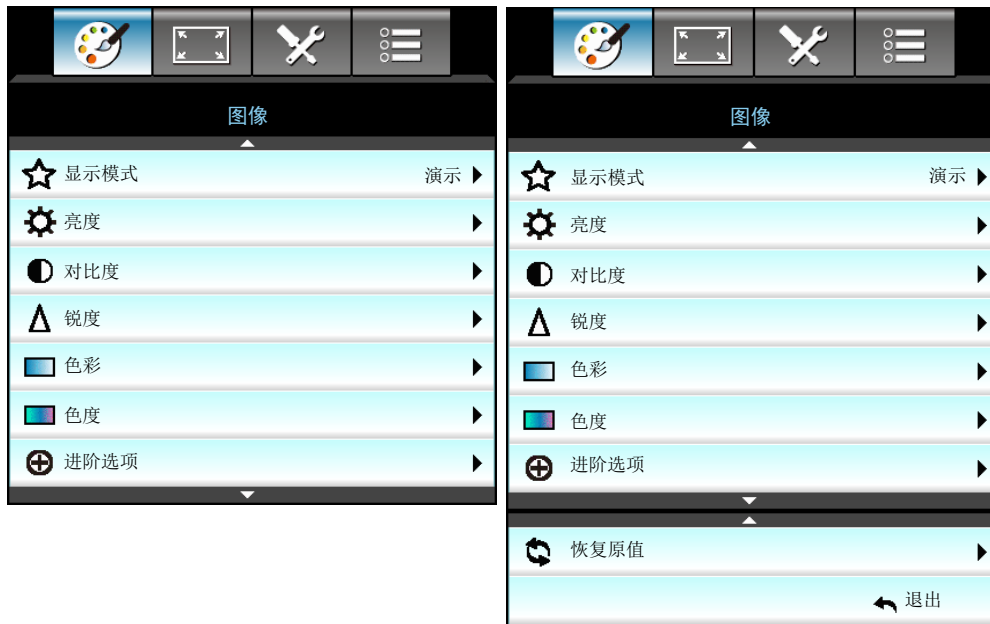 图像
显示模式 演示
亮度
对比度
锐度
色彩
色度
进阶选项
图像
显示模式 演示
亮度
对比度
锐度
色彩
色度
进阶选项
恢复原值
退出